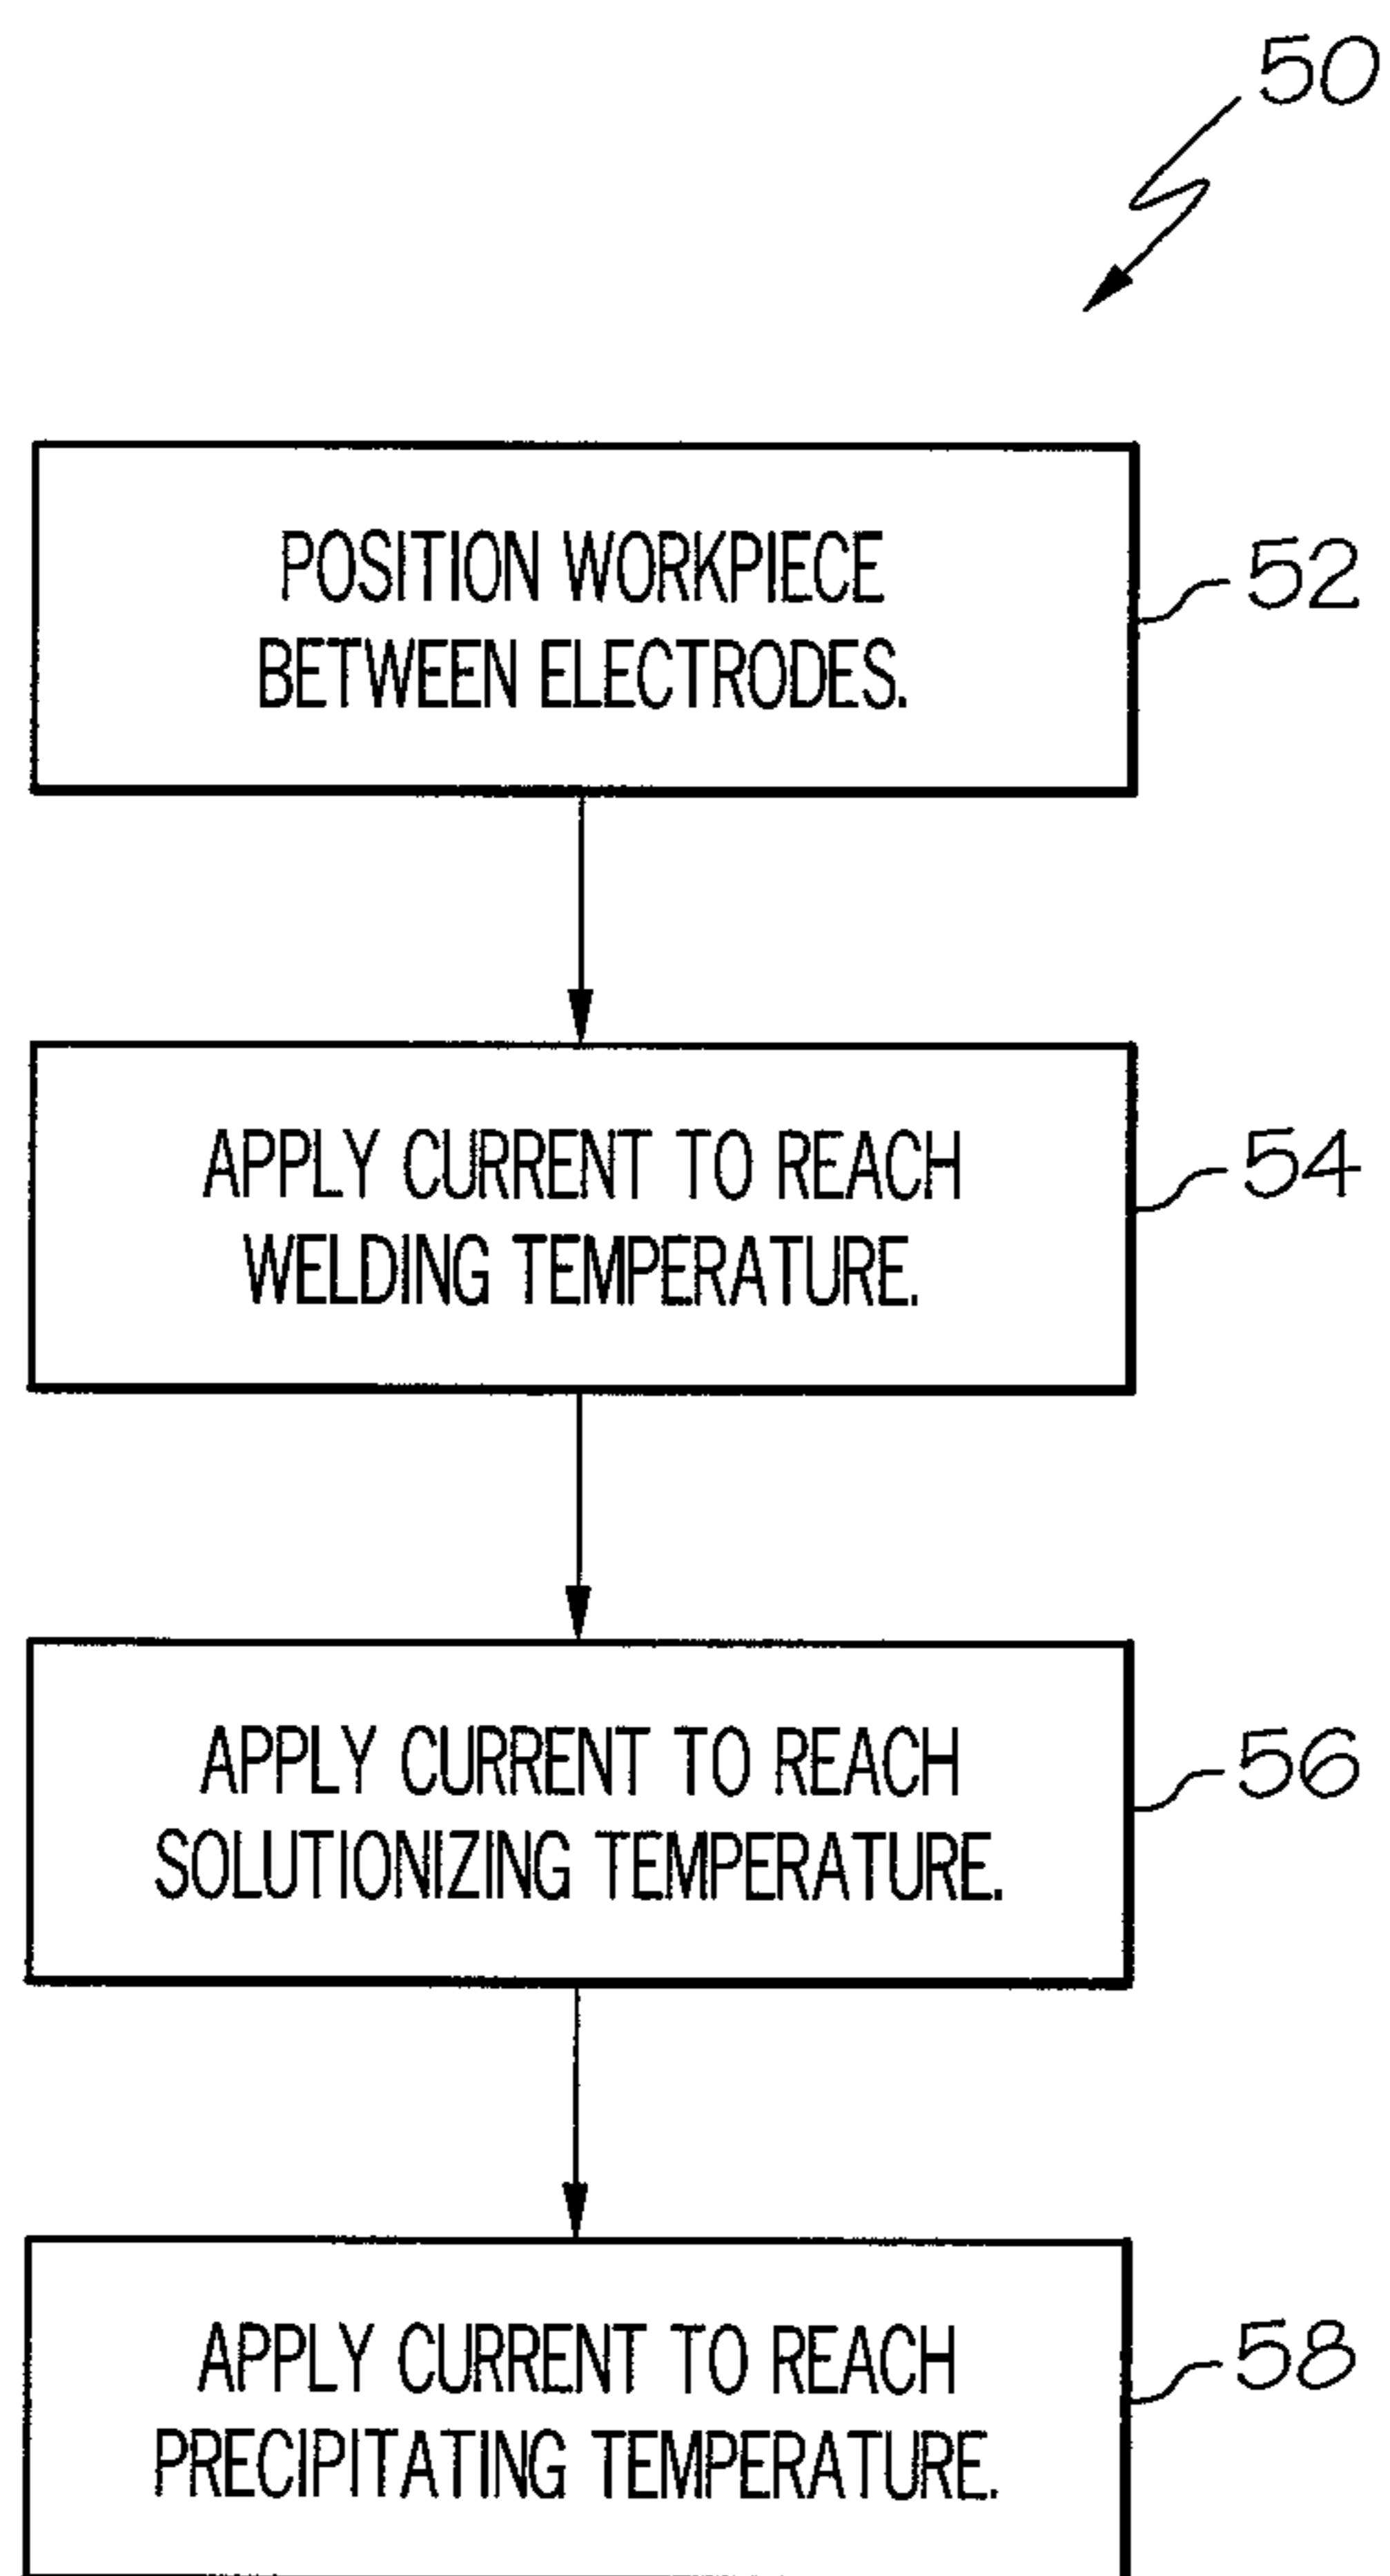 50
POSITION WORKPIECE
BETWEEN ELECTRODES.
52
APPLY CURRENT TO REACH
WELDING TEMPERATURE.
54
APPLY CURRENT TO REACH
SOLUTIONIZING TEMPERATURE.
56
APPLY CURRENT TO REACH
PRECIPITATING TEMPERATURE.
58